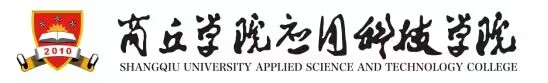 2010
商丘学院应用科技学院
SHANGQIU UNIVERSITY APPLIED SCIENCE AND TECHNOLOGY COLLEGE